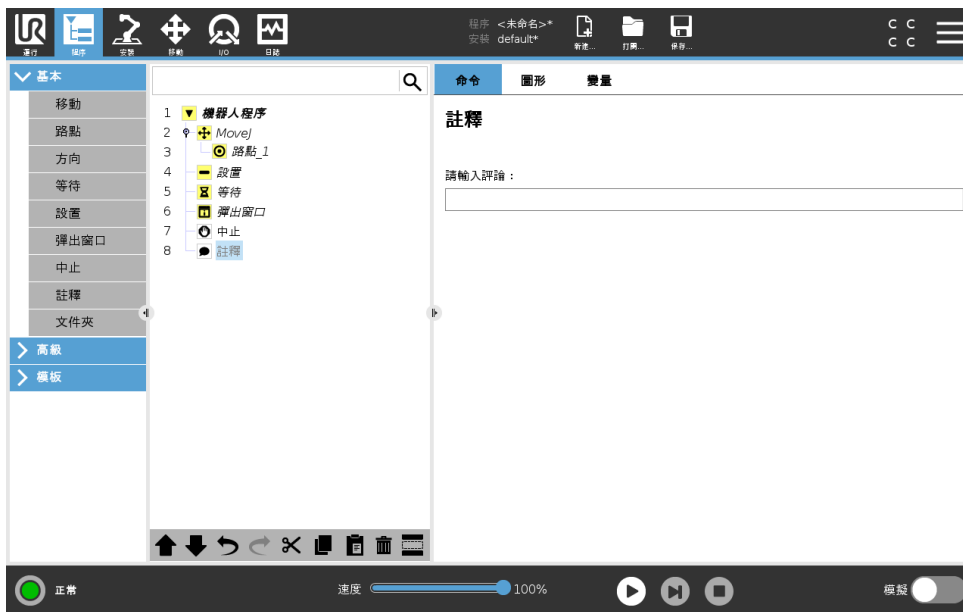 運行 程序 安裝 移動 I/O 日誌
程序 <未命名>*
安裝 default*
新建... 打開... 保存...
C C
C C
基本
移動
路點
方向
等待
設置
彈出窗口
中止
註釋
文件夾
高級
模板
1 機器人程序
2 MoveJ
3 路點_1
4 設置
5 等待
6 彈出窗口
7 中止
8 註釋
命令 圖形 變量
註釋
請輸入評論：
正常
速度 100%
模擬